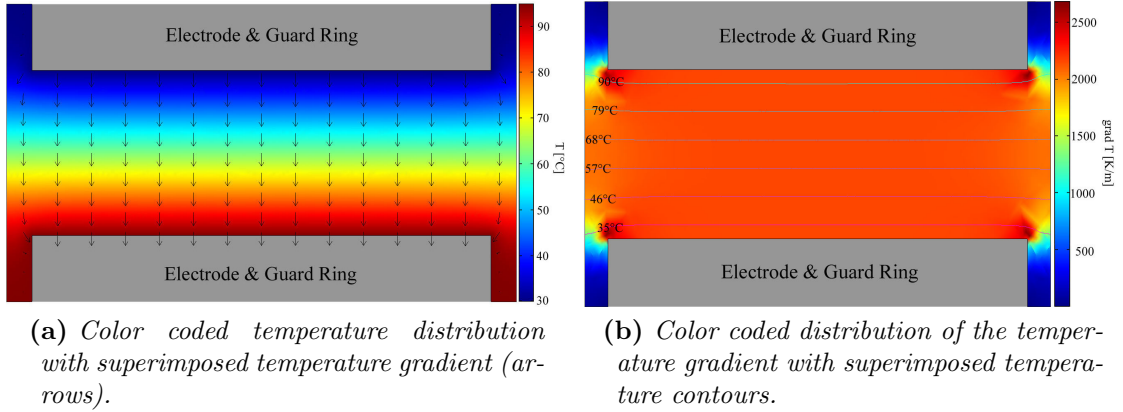 Electrode & Guard Ring
90
80
70
60
50
40
30
T [°C]
Electrode & Guard Ring
Electrode & Guard Ring
90°C
79°C
68°C
57°C
46°C
35°C
2500
2000
1500
1000
500
grad T [K/m]
Electrode & Guard Ring
(a) Color coded temperature distribution
with superimposed temperature gradient (ar-
rows).
(b) Color coded distribution of the temper-
ature gradient with superimposed tempera-
ture contours.